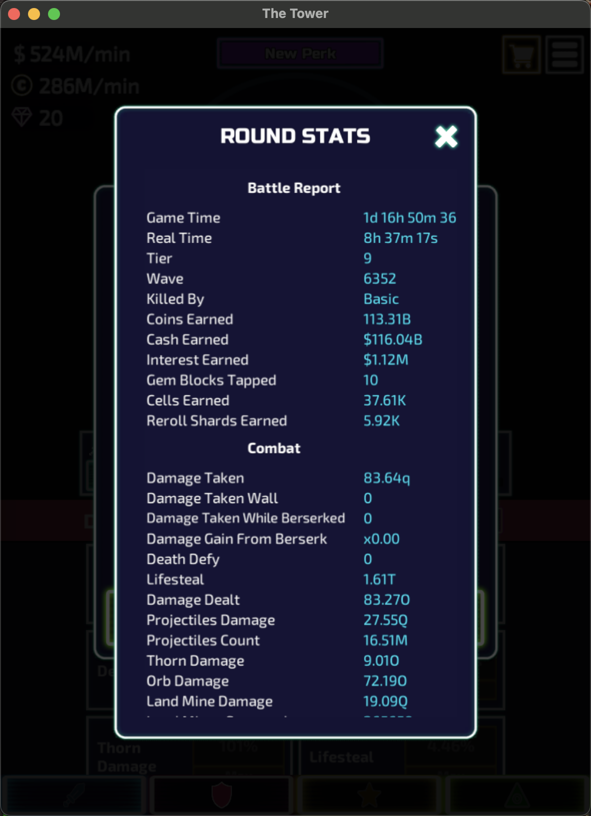 The Tower
$ 524M/min
New Perk
© 286M/min
20
ROUND STATS
Battle Report
Game Time 1d 16h 50m 36
Real Time 8h 37m 17s
Tier 9
Wave 6352
Killed By Basic
Coins Earned 113.31B
Cash Earned $116.04B
Interest Earned $1.12M
Gem Blocks Tapped 10
Cells Earned 37.61K
Reroll Shards Earned 5.92K
Combat
Damage Taken 83.64q
Damage Taken Wall 0
Damage Taken While Berserked 0
Damage Gain From Berserk x0.00
Death Defy 0
Lifesteal 1.61T
Damage Dealt 83.27O
Projectiles Damage 27.55Q
Projectiles Count 16.51M
Thorn Damage 9.01O
Orb Damage 72.19O
Land Mine Damage 19.09Q
Thorn Damage 101%
Lifesteal 4.46%